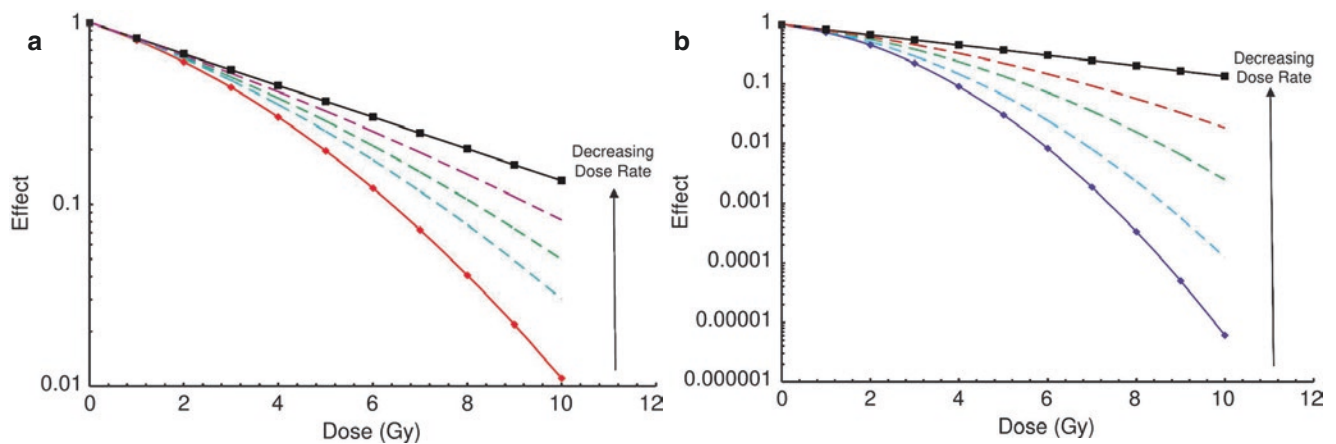 a
1
0.1
0.01
Effect
0
2
4
6
8
10
12
Dose (Gy)
Decreasing
Dose Rate
b
1
0.1
0.01
0.001
0.0001
0.00001
0.000001
Effect
0
2
4
6
8
10
12
Dose (Gy)
Decreasing
Dose Rate